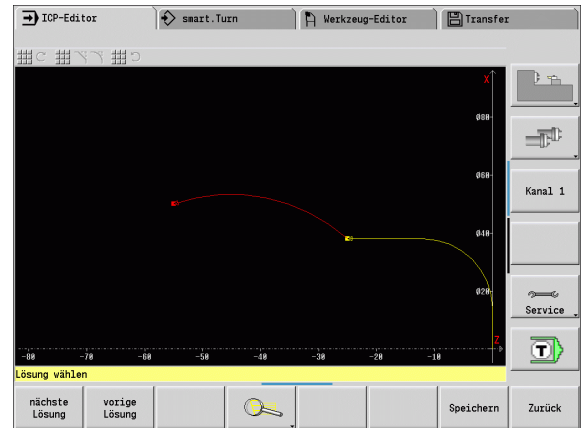 ICP-Editor
smart.Turn
Werkzeug-Editor
Transfer
X
Ø80
Ø60
Ø40
Ø20
Z
-80 -70 -60 -50 -40 -30 -20 -10
Lösung wählen
nächste Lösung
vorige Lösung
Speichern
Zurück
Kanal 1
Service
T